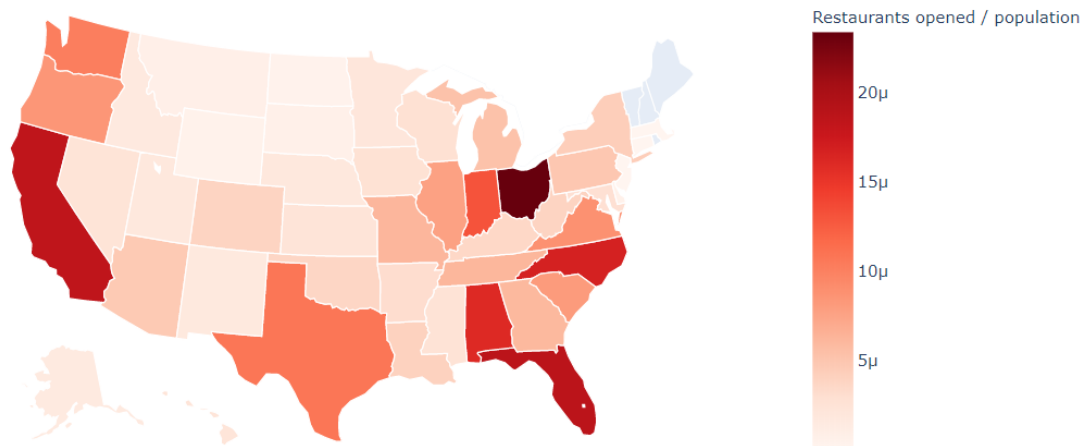 Restaurants opened / population
20μ
15μ
10μ
5μ